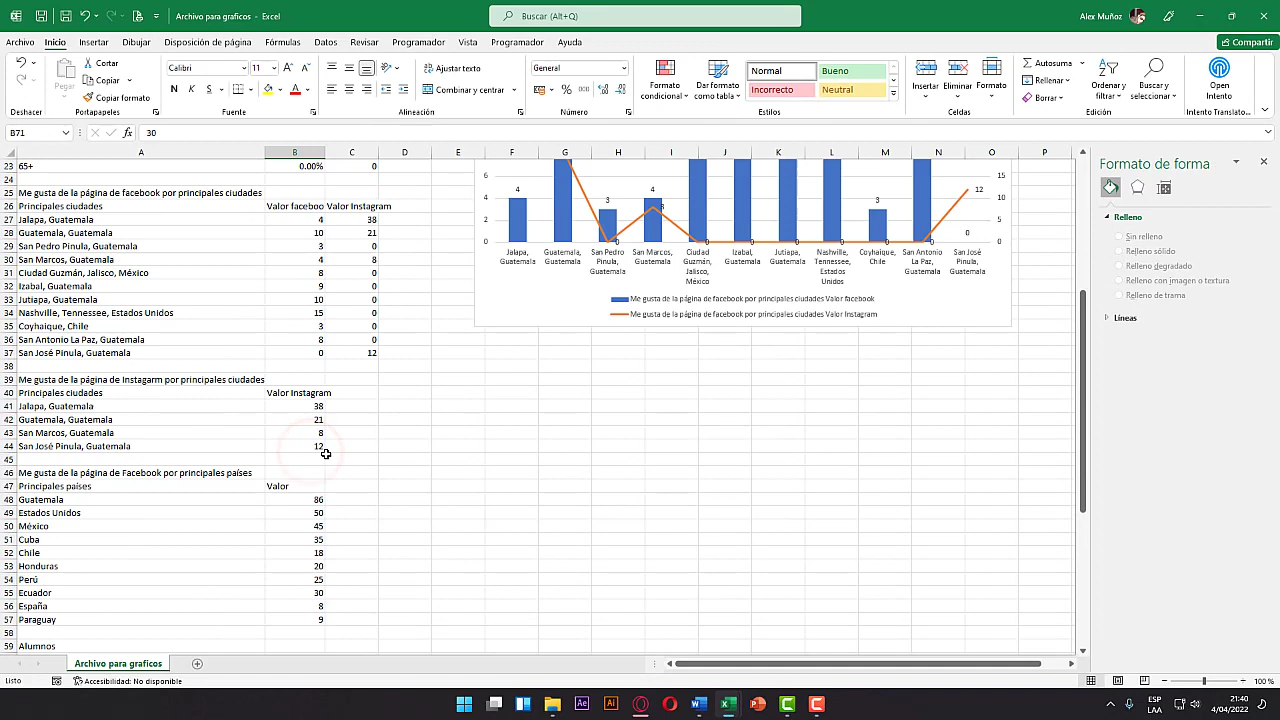 Archivo para graficos - Excel
Buscar (Alt+Q)
Alex Muñoz
Archivo Inicio Insertar Dibujar Disposición de página Fórmulas Datos Revisar Programador Vista Programador Ayuda
Compartir
Pegar
Cortar
Copiar
Copiar formato
Calibri 11
N K S
Ajustar texto
Combinar y centrar
General
% 000
Formato condicional
Dar formato como tabla
Normal Bueno
Incorrecto Neutral
Insertar Eliminar Formato
Autosuma
Rellenar
Borrar
Ordenar y filtrar
Buscar y seleccionar
Open Intento
Deshacer Portapapeles Fuente Alineación Número Estilos Celdas Edición Intento Translato...
B71 fx 30
A B C D E F G H I J K L M N O P
23 65+ 0.00% 0
24
25 Me gusta de la página de facebook por principales ciudades
26 Principales ciudades Valor faceboo Valor Instagram
27 Jalapa, Guatemala 4 38
28 Guatemala, Guatemala 10 21
29 San Pedro Pinula, Guatemala 3 0
30 San Marcos, Guatemala 4 8
31 Ciudad Guzmán, Jalisco, México 8 0
32 Izabal, Guatemala 9 0
33 Jutiapa, Guatemala 10 0
34 Nashville, Tennessee, Estados Unidos 15 0
35 Coyhaique, Chile 3 0
36 San Antonio La Paz, Guatemala 8 0
37 San José Pinula, Guatemala 0 12
38
39 Me gusta de la página de Instagarm por principales ciudades
40 Principales ciudades Valor Instagram
41 Jalapa, Guatemala 38
42 Guatemala, Guatemala 21
43 San Marcos, Guatemala 8
44 San José Pinula, Guatemala 12
45
46 Me gusta de la página de Facebook por principales países
47 Principales países Valor
48 Guatemala 86
49 Estados Unidos 50
50 México 45
51 Cuba 35
52 Chile 18
53 Honduras 20
54 Perú 25
55 Ecuador 30
56 España 8
57 Paraguay 9
58
59 Alumnos
6 15
4 4 4 3 3 12 10
2 8 5
0 0 0 0 0 0 0 0 0 0 0
Jalapa, Guatemala
Guatemala, Guatemala
San Pedro Pinula, Guatemala
San Marcos, Guatemala
Ciudad Guzmán, Jalisco, México
Izabal, Guatemala
Jutiapa, Guatemala
Nashville, Tennessee, Estados Unidos
Coyhaique, Chile
San Antonio La Paz, Guatemala
San José Pinula, Guatemala
Me gusta de la página de facebook por principales ciudades Valor facebook
Me gusta de la página de facebook por principales ciudades Valor Instagram
Formato de forma
Relleno
Sin relleno
Relleno sólido
Relleno degradado
Relleno con imagen o textura
Relleno de trama
Líneas
Archivo para graficos
Listo
Accesibilidad: No disponible
100 %
Ae Ai
ESP
LAA
21:40
4/04/2022